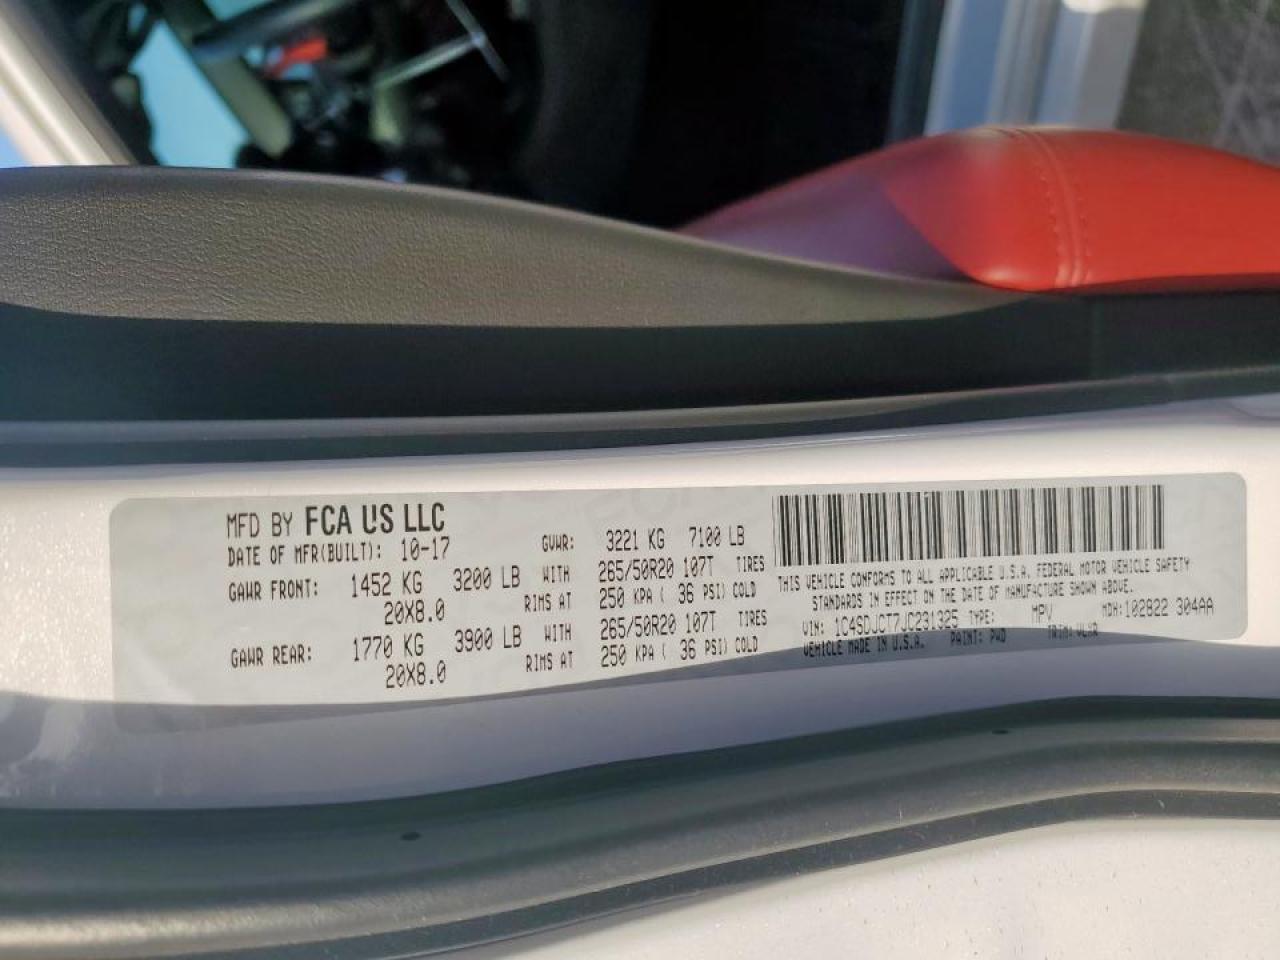 MFD BY FCA US LLC
DATE OF MFR(BUILT): 10-17 GVWR: 3221 KG 7100 LB
GAWR FRONT: 1452 KG 3200 LB WITH 265/50R20 107T TIRES
20X8.0 RIMS AT 250 KPA ( 36 PSI) COLD
GAWR REAR: 1770 KG 3900 LB WITH 265/50R20 107T TIRES
20X8.0 RIMS AT 250 KPA ( 36 PSI) COLD
THIS VEHICLE CONFORMS TO ALL APPLICABLE U.S.A. FEDERAL MOTOR VEHICLE SAFETY
STANDARDS IN EFFECT ON THE DATE OF MANUFACTURE SHOWN ABOVE.
VIN: 1C4SDJCT7JC231325 TYPE: MPV MDH:102822 304AA
VEHICLE MADE IN U.S.A. PAINT: PWD TRIM:VLXR